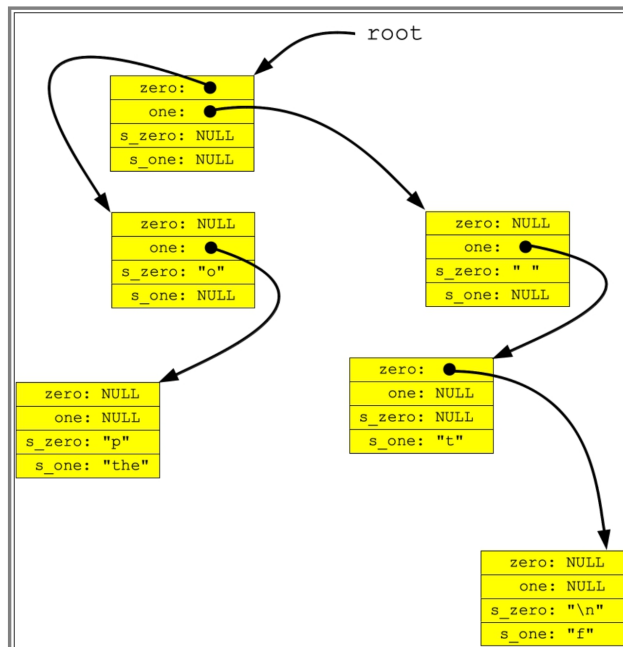 root
zero:
one:
s_zero: NULL
s_one: NULL
zero: NULL
one:
s_zero: "o"
s_one: NULL
zero: NULL
one:
s_zero: " "
s_one: NULL
zero: NULL
one: NULL
s_zero: "p"
s_one: "the"
zero:
one: NULL
s_zero: NULL
s_one: "t"
zero: NULL
one: NULL
s_zero: "\n"
s_one: "f"